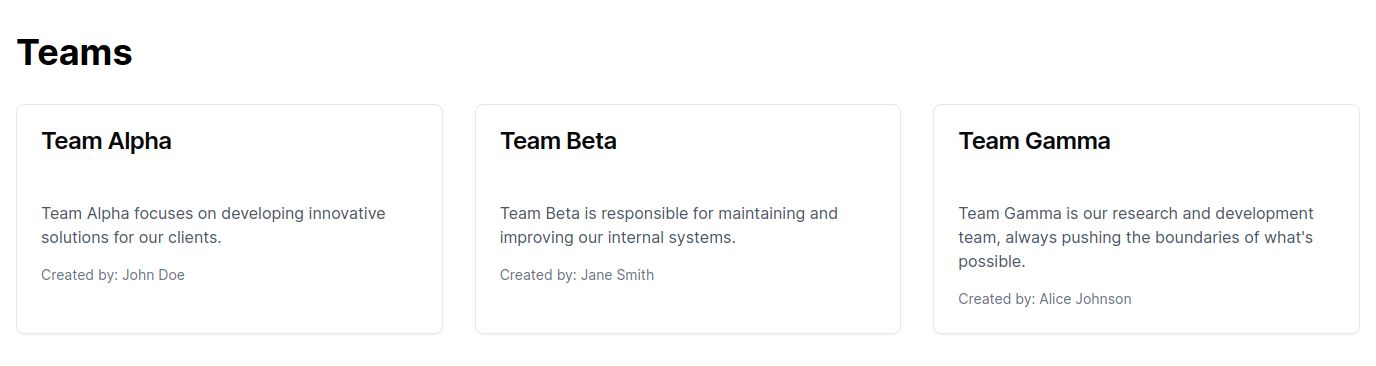 Teams
Team Alpha
Team Alpha focuses on developing innovative
solutions for our clients.
Created by: John Doe
Team Beta
Team Beta is responsible for maintaining and
improving our internal systems.
Created by: Jane Smith
Team Gamma
Team Gamma is our research and development
team, always pushing the boundaries of what's
possible.
Created by: Alice Johnson